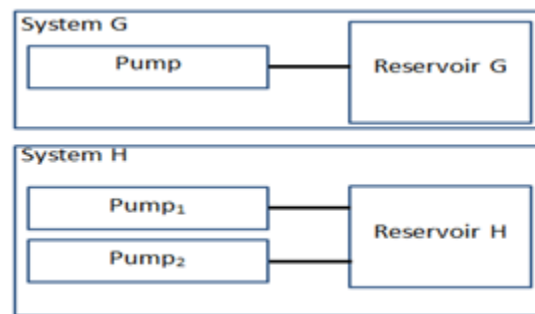 System G
Pump
Reservoir G
System H
Pump₁
Reservoir H
Pump₂